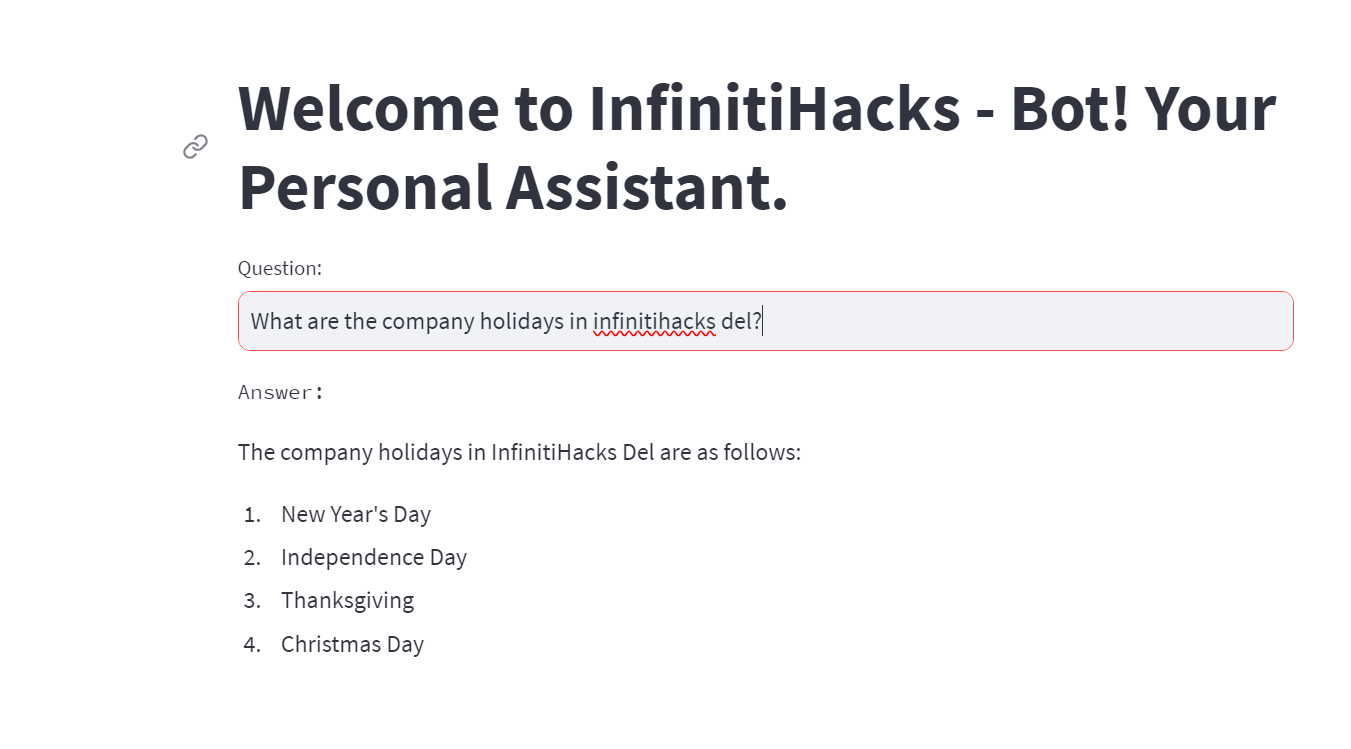 Welcome to InfinitiHacks - Bot! Your
Personal Assistant.
Question:
What are the company holidays in infinitihacks del?
Answer:
The company holidays in InfinitiHacks Del are as follows:
1. New Year's Day
2. Independence Day
3. Thanksgiving
4. Christmas Day